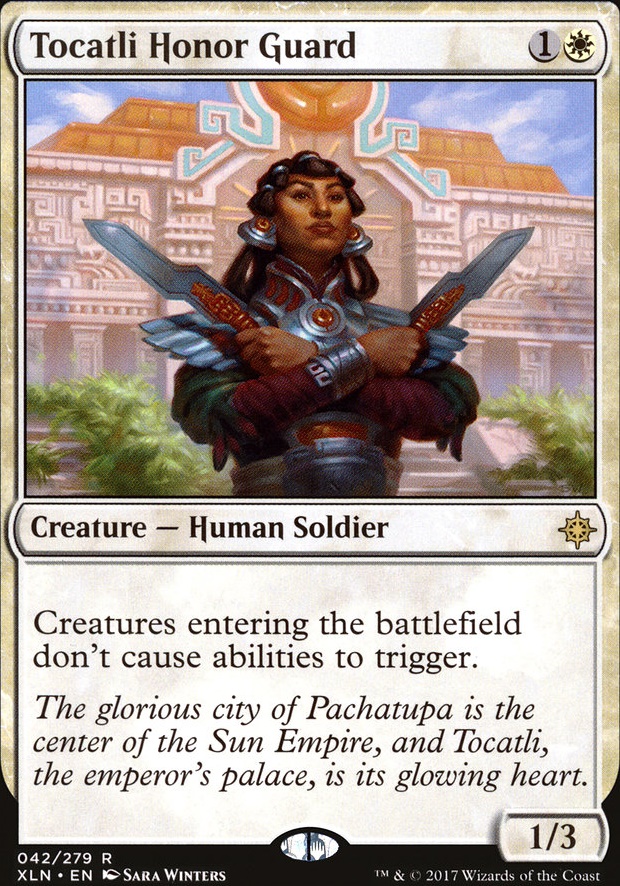 Tocatli Honor Guard 1
Creature — Human Soldier
Creatures entering the battlefield
don't cause abilities to trigger.
The glorious city of Pachatupa is the
center of the Sun Empire, and Tocatli,
the emperor's palace, is its glowing heart.
1/3
042/279 R
XLN • EN Sara Winters
™ & © 2017 Wizards of the Coast